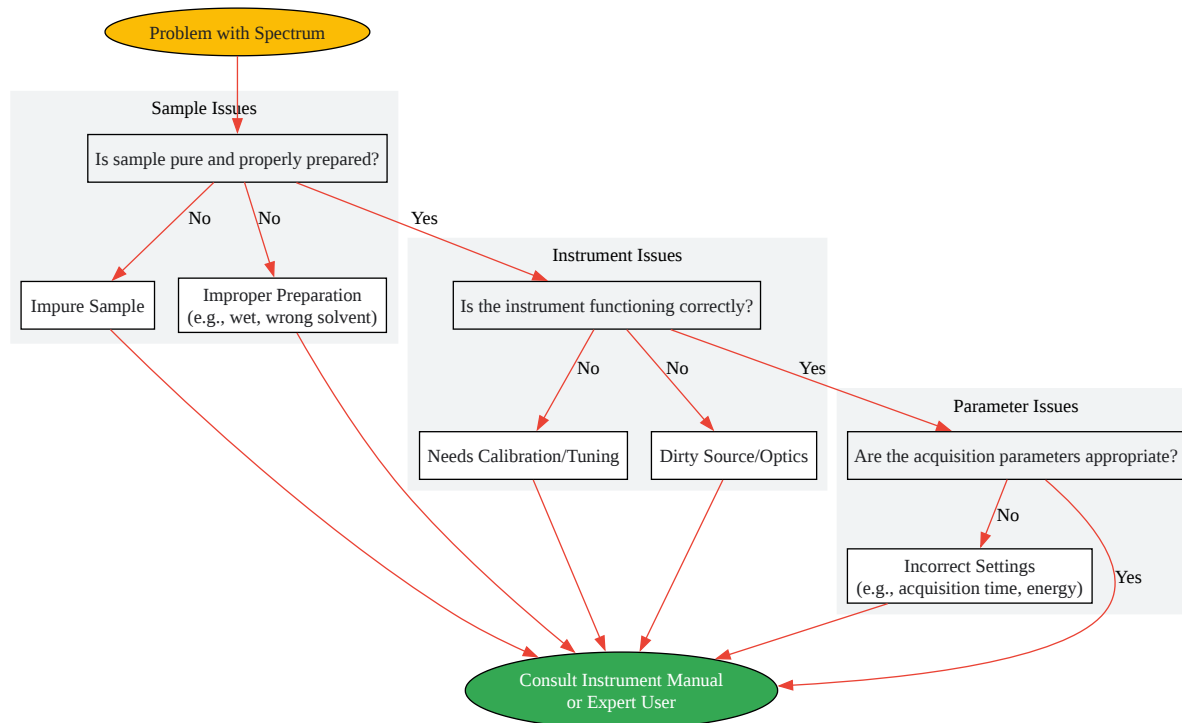 Problem with Spectrum
Sample Issues
Is sample pure and properly prepared?
No
No
Yes
Impure Sample
Improper Preparation
(e.g., wet, wrong solvent)
Instrument Issues
Is the instrument functioning correctly?
No
No
Yes
Needs Calibration/Tuning
Dirty Source/Optics
Parameter Issues
Are the acquisition parameters appropriate?
No
Yes
Incorrect Settings
(e.g., acquisition time, energy)
Consult Instrument Manual
or Expert User